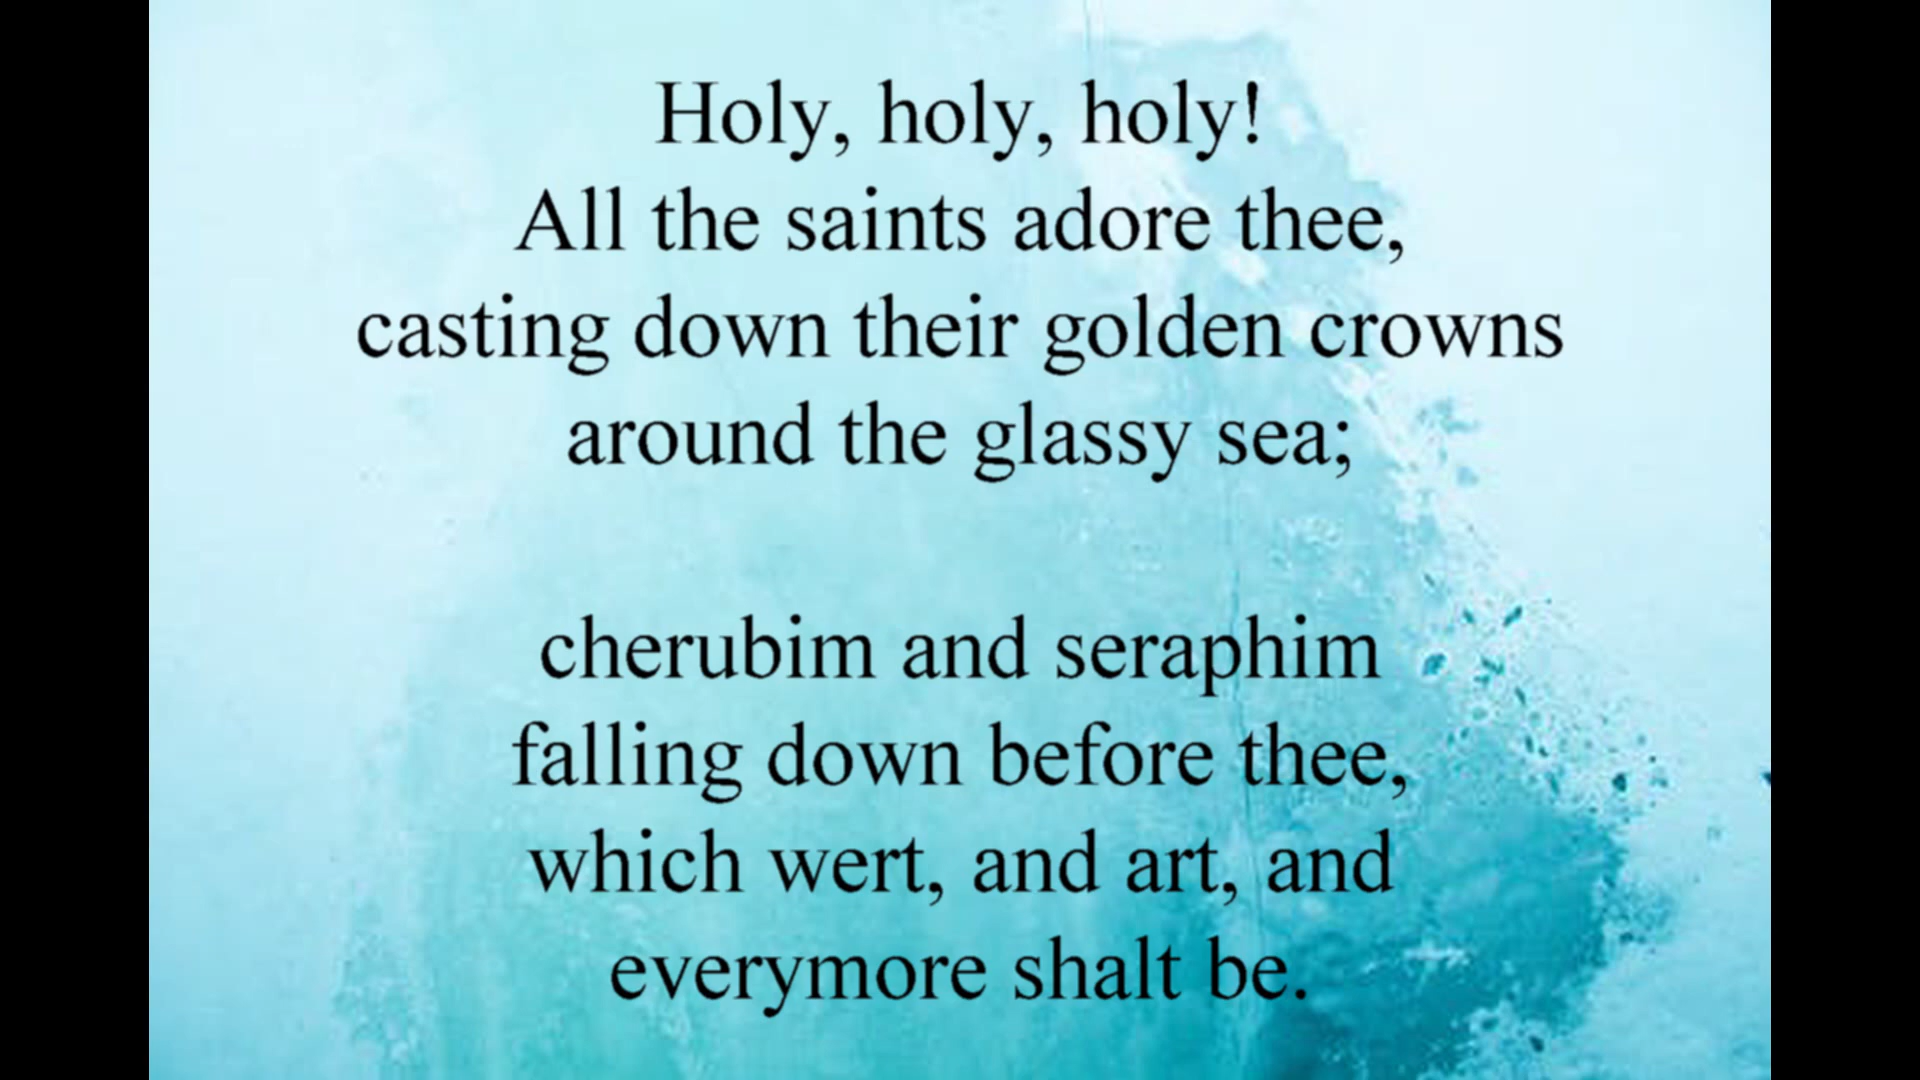 Holy, holy, holy!
All the saints adore thee,
casting down their golden crowns
around the glassy sea;
cherubim and seraphim
falling down before thee,
which wert, and art, and
everymore shalt be.